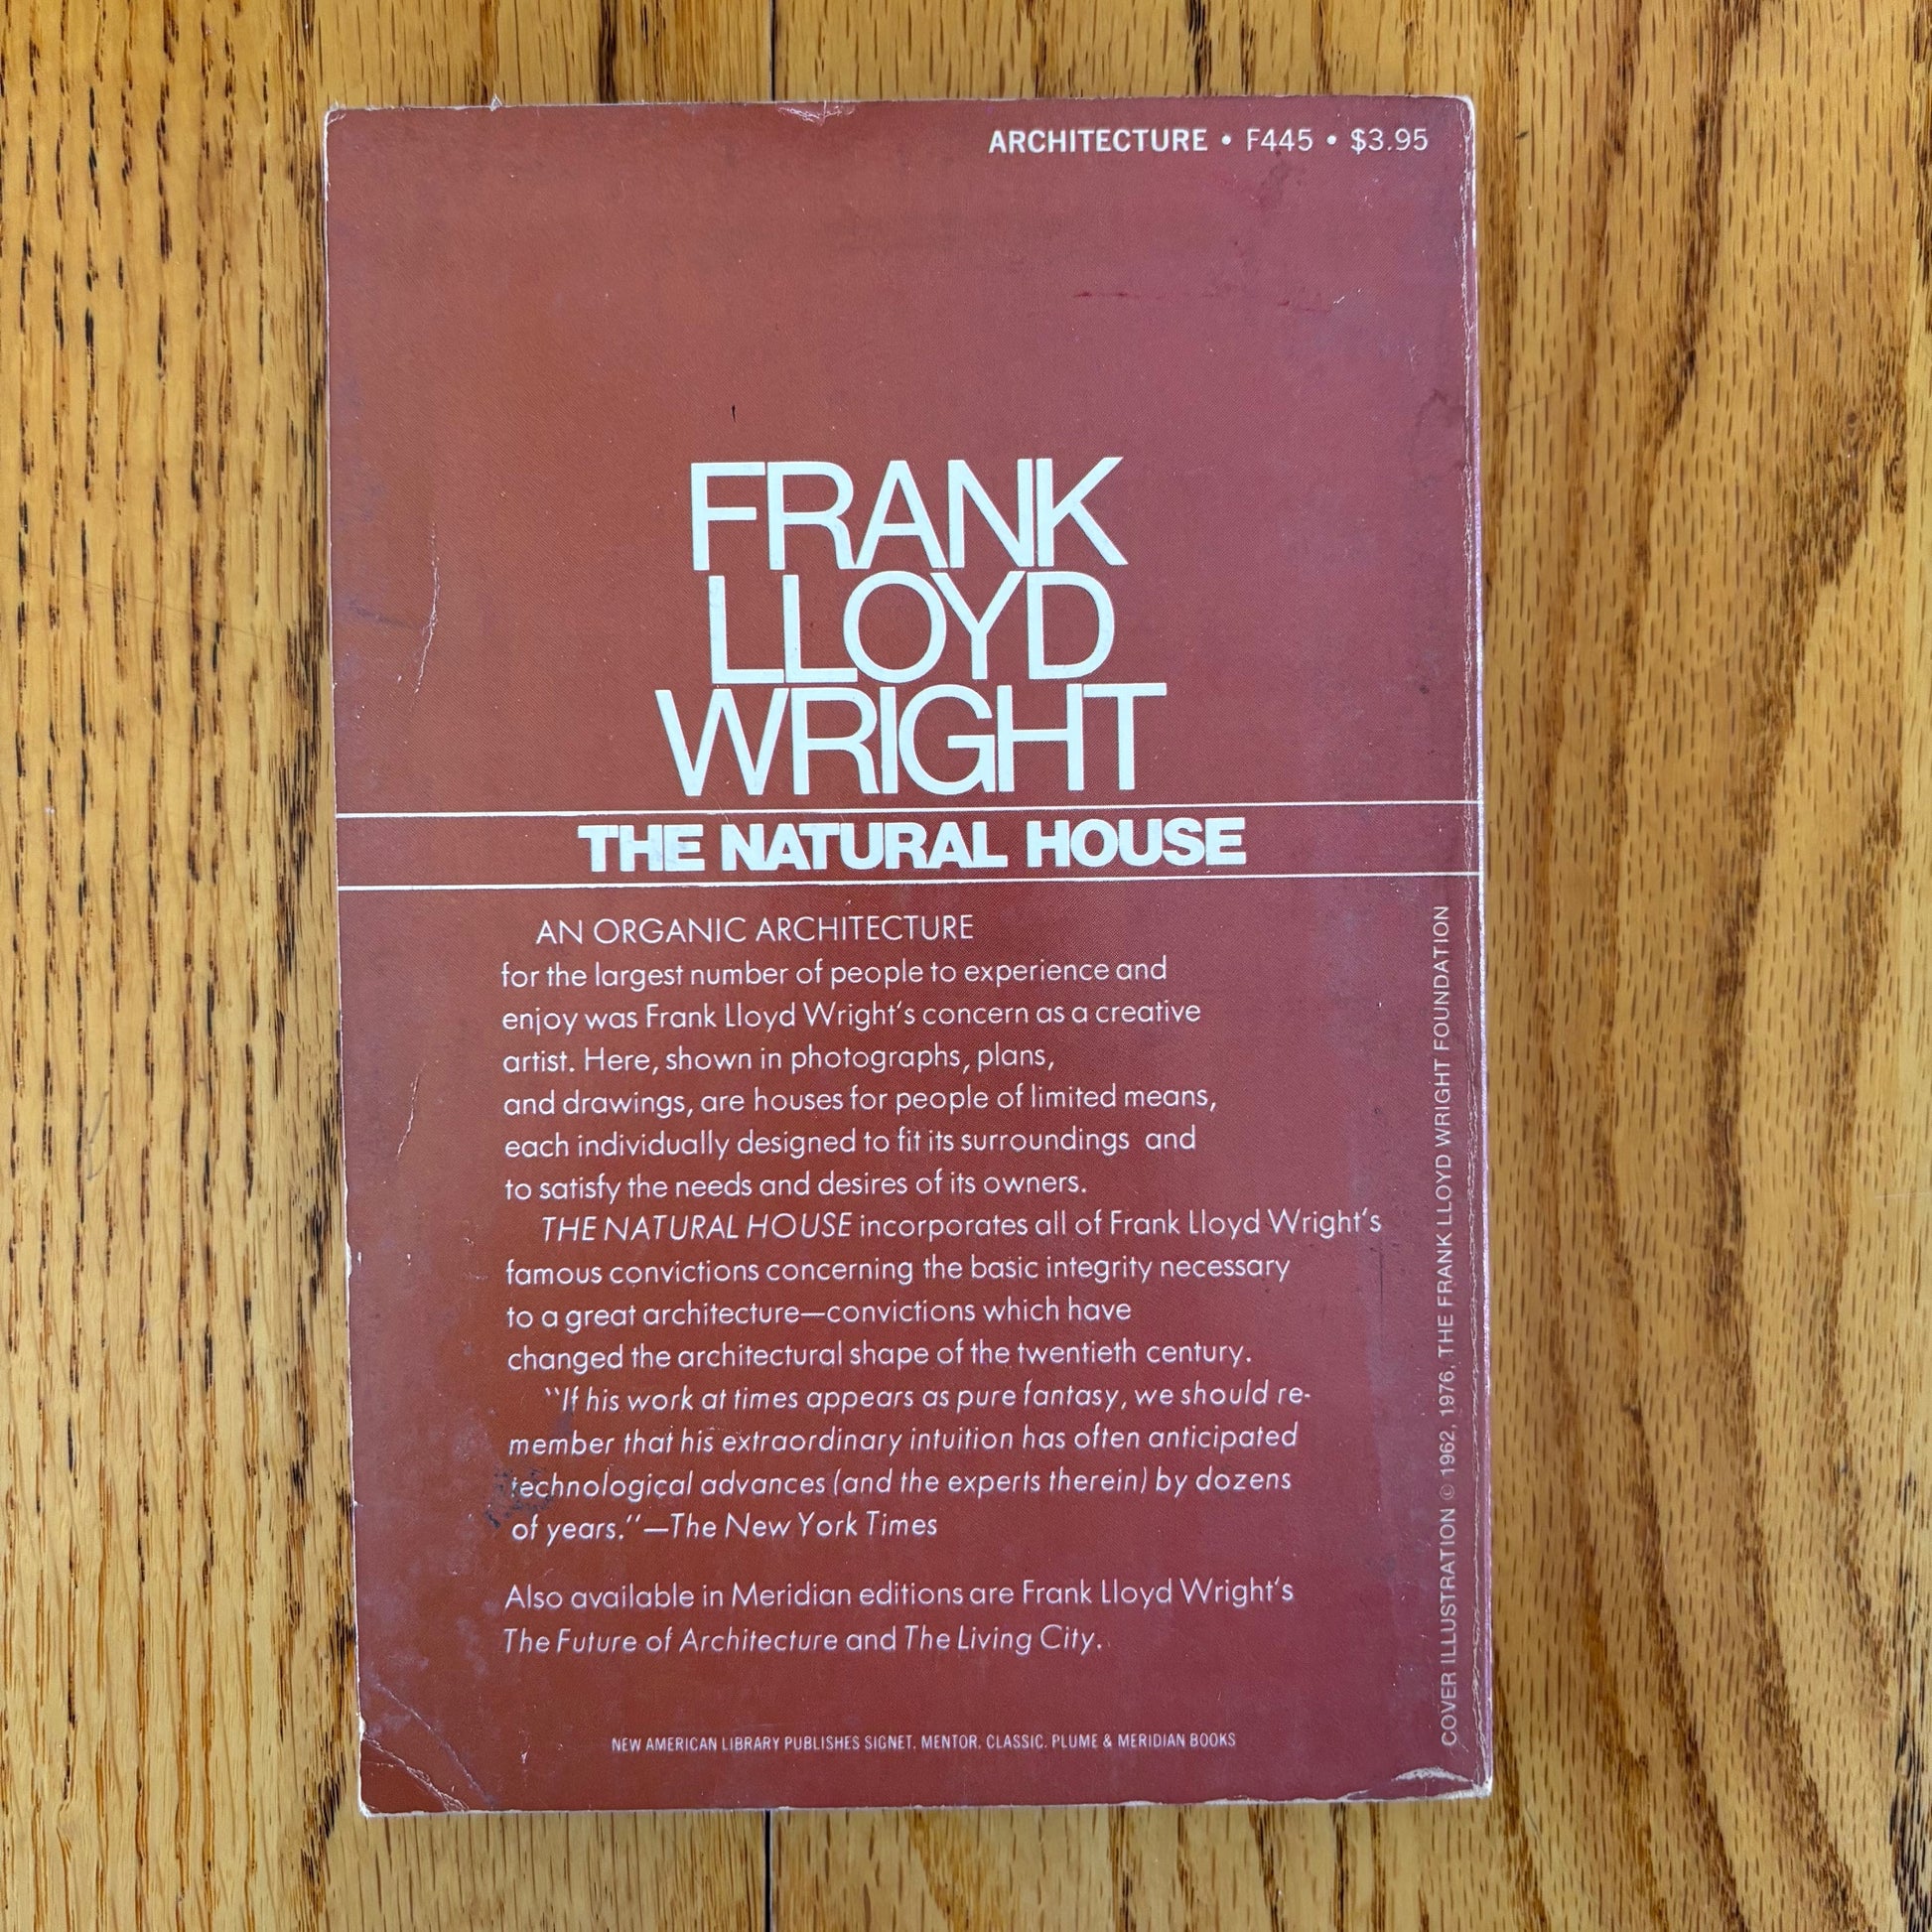 ARCHITECTURE • F445 • $3.95
FRANK
LLOYD
WRIGHT
THE NATURAL HOUSE
AN ORGANIC ARCHITECTURE
for the largest number of people to experience and
enjoy was Frank Lloyd Wright's concern as a creative
artist. Here, shown in photographs, plans,
and drawings, are houses for people of limited means,
each individually designed to fit its surroundings and
to satisfy the needs and desires of its owners.
THE NATURAL HOUSE incorporates all of Frank Lloyd Wright's
famous convictions concerning the basic integrity necessary
to a great architecture—convictions which have
changed the architectural shape of the twentieth century.
"If his work at times appears as pure fantasy, we should re-
member that his extraordinary intuition has often anticipated
technological advances (and the experts therein) by dozens
of years."—The New York Times
Also available in Meridian editions are Frank Lloyd Wright's
The Future of Architecture and The Living City.
NEW AMERICAN LIBRARY PUBLISHES SIGNET, MENTOR, CLASSIC, PLUME & MERIDIAN BOOKS
COVER ILLUSTRATION © 1962, 1976, THE FRANK LLOYD WRIGHT FOUNDATION